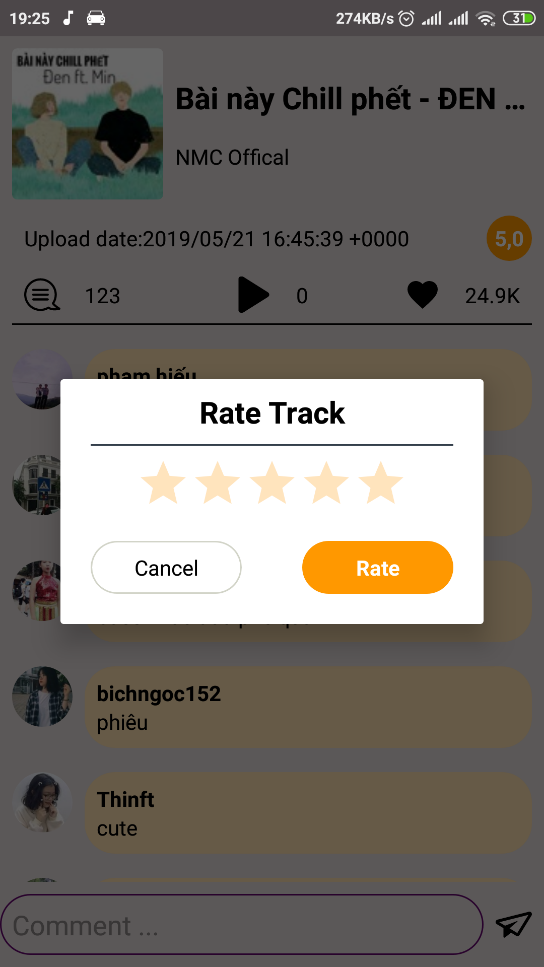 19:25
274KB/s
31
BÀI NÀY CHILL PHẾT
Đen ft. Min
Bài này Chill phết - ĐEN ...
NMC Offical
Upload date:2019/05/21 16:45:39 +0000
5,0
123
0
24.9K
phạm hiếu
Rate Track
Cancel
Rate
bichngoc152
phiêu
Thinft
cute
Comment ...